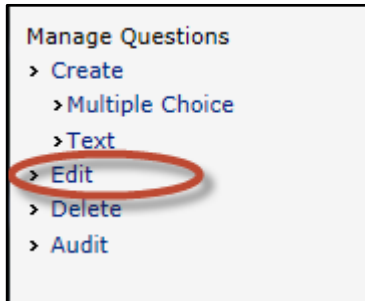 Manage Questions
› Create
› Multiple Choice
› Text
› Edit
› Delete
› Audit